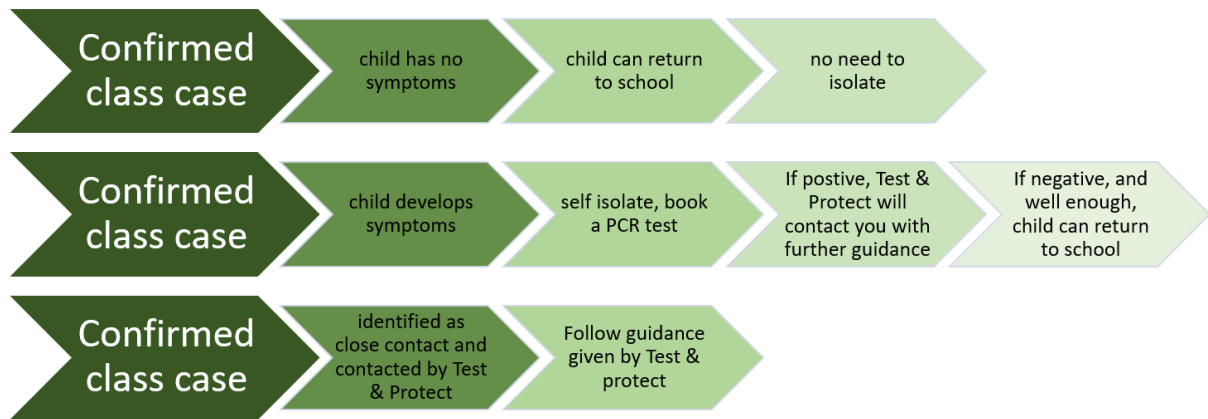 Confirmed
class case
child has no
symptoms
child can return
to school
no need to
isolate
Confirmed
class case
child develops
symptoms
self isolate, book
a PCR test
If postive, Test &
Protect will
contact you with
further guidance
If negative, and
well enough,
child can return
to school
Confirmed
class case
identified as
close contact and
contacted by Test
& Protect
Follow guidance
given by Test &
protect